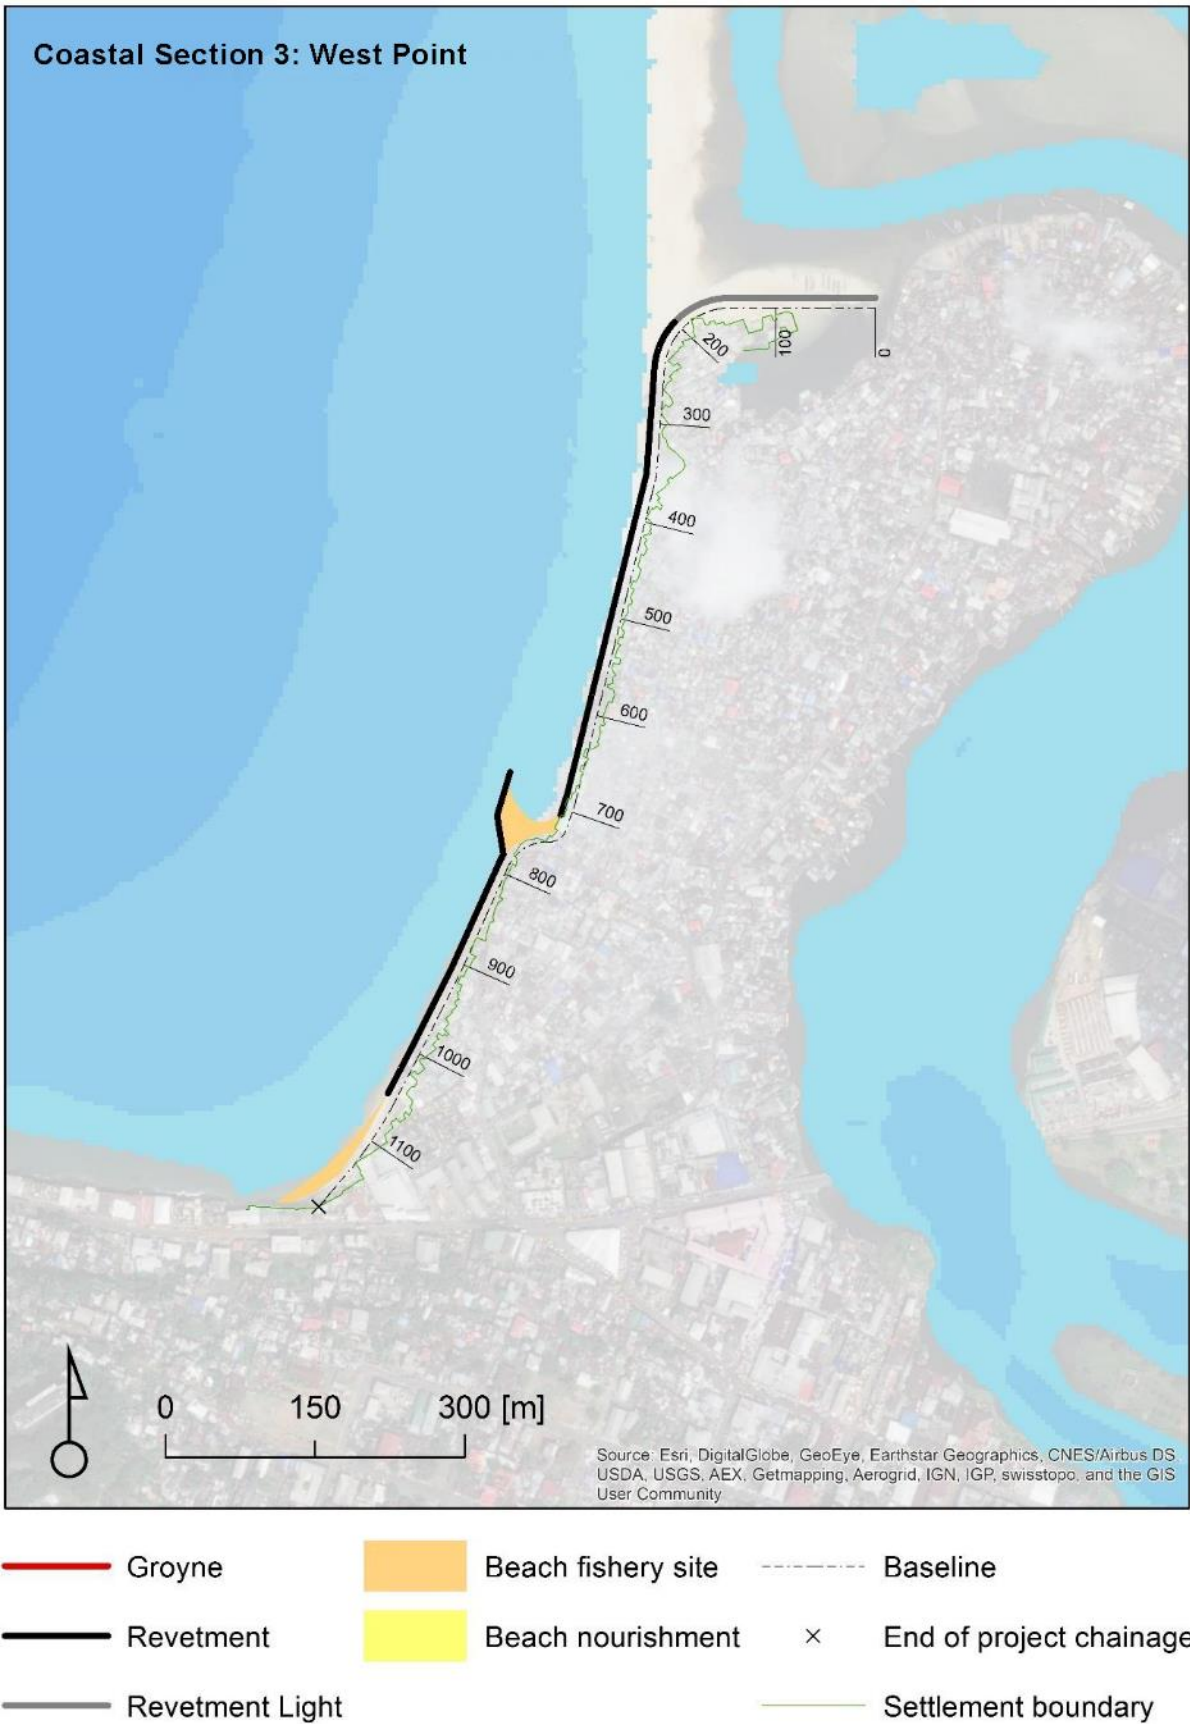 Coastal Section 3: West Point
0
100
200
300
400
500
600
700
800
900
1000
1100
0 150 300 [m]
Source: Esri, DigitalGlobe, GeoEye, Earthstar Geographics, CNES/Airbus DS,
USDA, USGS, AEX, Getmapping, Aerogrid, IGN, IGP, swisstopo, and the GIS
User Community
Groyne Beach fishery site Baseline
Revetment Beach nourishment End of project chainage
Revetment Light Settlement boundary